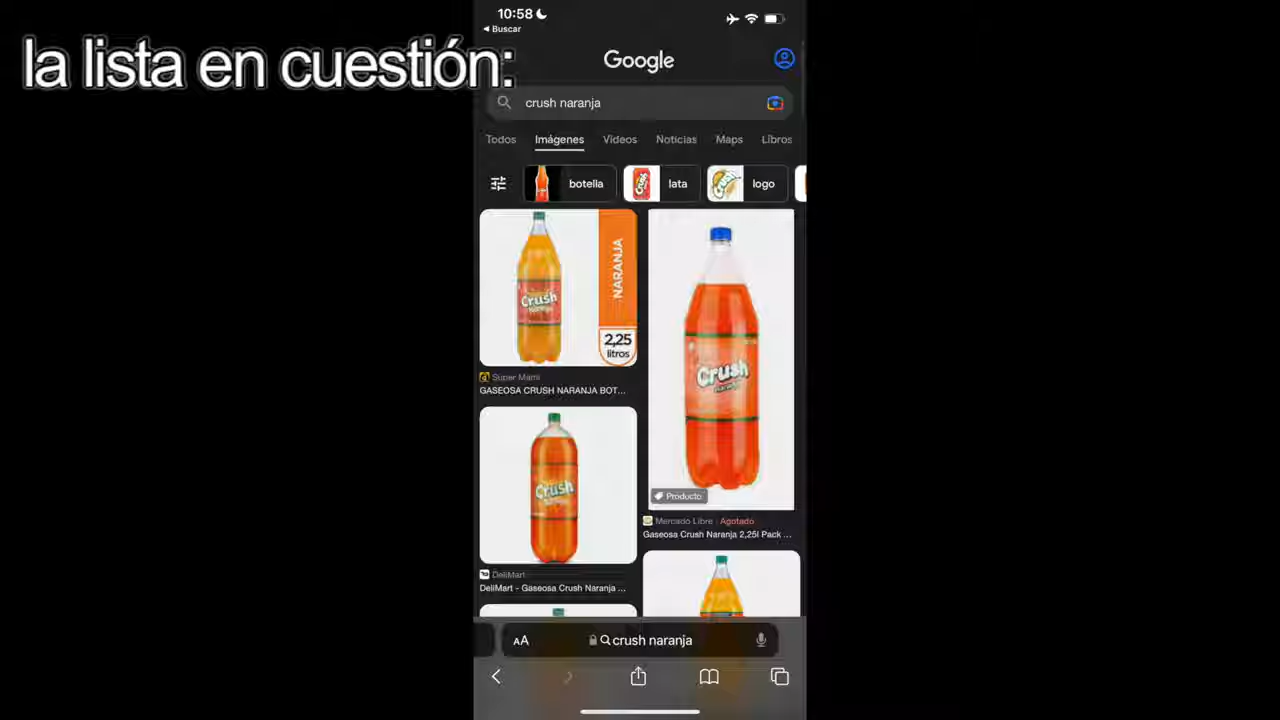 la lista en cuestión:
10:58
Buscar
Google
crush naranja
Todos Imágenes Videos Noticias Maps Libros
botella lata logo
NARANJA
Crush
Naranja
2,25
litros
Crush
naranja
Super Mami
GASEOSA CRUSH NARANJA BOT...
Crush
Producto
Mercado Libre · Agotado
Gaseosa Crush Naranja 2,25l Pack ...
DeliMart
DeliMart - Gaseosa Crush Naranja ...
AA crush naranja